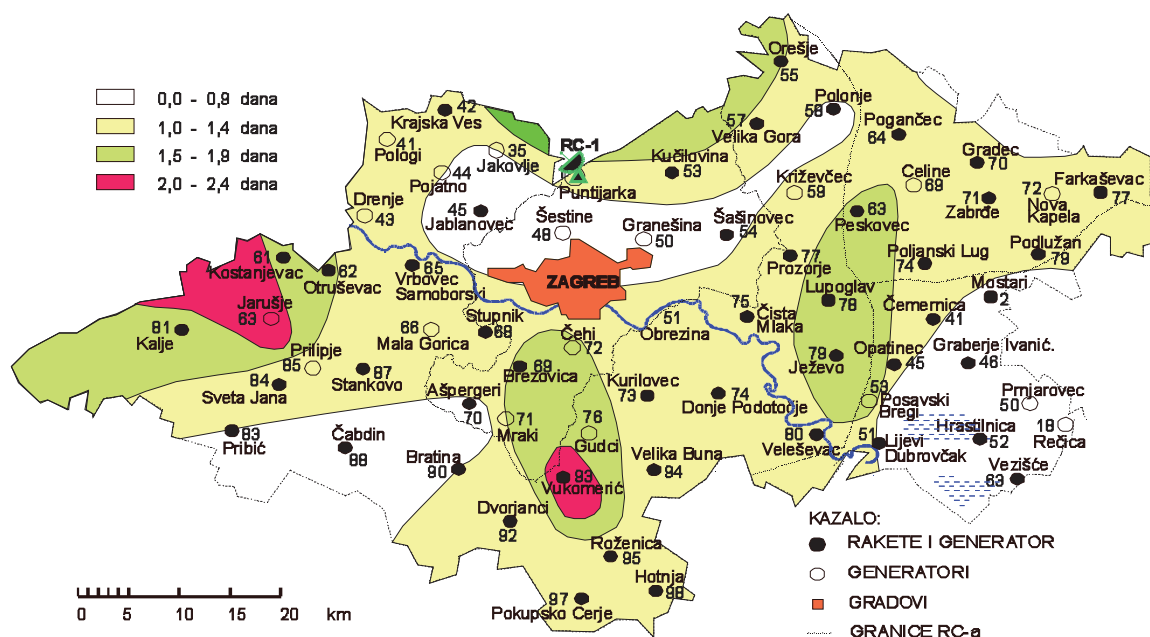 0,0 - 0,9 dana
1,0 - 1,4 dana
1,5 - 1,9 dana
2,0 - 2,4 dana
Orešje
55
42
Krajska Ves
41
Pologi
35
Jakovlje
44
Pojatno
RC-1
Puntijarka
Kučilovina
53
57
Velika Gora
Polonje
58
Pogančec
64
Gradec
70
Celine
69
Križevčec
59
71
Zabrđe
72
Nova
Kapela
Farkaševac
77
Drenje
43
45
Jablanovec
Šestine
48
Granešina
50
Šašinovec
54
63
Peskovec
Poljanski Lug
74
Podlužan
79
77
Prozorje
61
Kostanjevac
62
Otruševac
65
Vrbovec
Samoborski
ZAGREB
Lupoglav
78
Mostari
2
Jarušje
63
81
Kalje
66
Mala Gorica
Stupnik
68
Čehi
72
51
Obrezina
75
Čista
Mlaka
Černernica
41
Prilipje
85
84
Sveta Jana
87
Stankovo
69
Brezovica
Kurilovec
73
74
Donje Podotočje
79
Ježevo
Opatinec
45
Graberje Ivanić.
46
Ašpergeri
70
71
Mraki
76
Gudci
59
Posavski
Bregi
Prnjarovec
50
18
Rečica
83
Pribić
Čabdin
88
Bratina
90
93
Vukomerić
Velika Buna
94
80
Veleševac
51
Lijevi
Dubrovčak
Hrastilnica
52
Vezišće
63
Dvorjanci
92
Roženica
95
Hotnja
98
97
Pokupsko Cerje
KAZALO:
RAKETE I GENERATOR
GENERATORI
GRADOVI
GRANICE RC-a
0 10 20 km